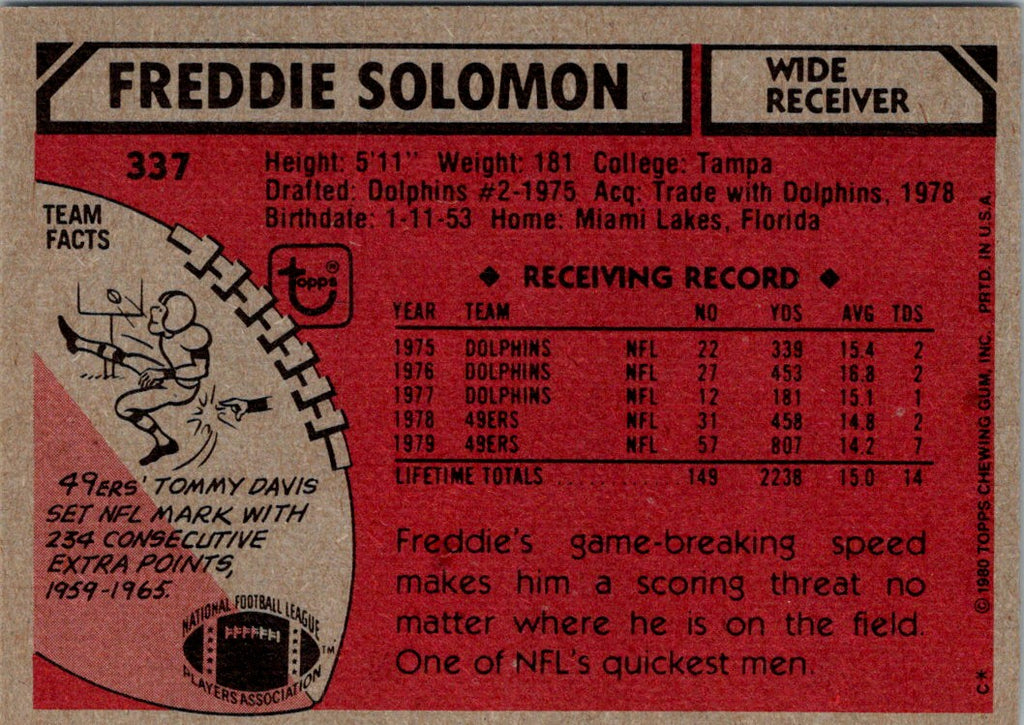 FREDDIE SOLOMON
WIDE
RECEIVER
337
Height: 5'11" Weight: 181 College: Tampa
Drafted: Dolphins #2-1975 Acq: Trade with Dolphins, 1978
Birthdate: 1-11-53 Home: Miami Lakes, Florida
TEAM
FACTS
topps®
◆ RECEIVING RECORD ◆
YEAR TEAM NO YDS AVG TDS
1975 DOLPHINS NFL 22 339 15.4 2
1976 DOLPHINS NFL 27 453 16.8 2
1977 DOLPHINS NFL 12 181 15.1 1
1978 49ERS NFL 31 458 14.8 2
1979 49ERS NFL 57 807 14.2 7
LIFETIME TOTALS 149 2238 15.0 14
49ERS' TOMMY DAVIS
SET NFL MARK WITH
234 CONSECUTIVE
EXTRA POINTS,
1959-1965.
NATIONAL FOOTBALL LEAGUE
PLAYERS ASSOCIATION
TM
Freddie's game-breaking speed
makes him a scoring threat no
matter where he is on the field.
One of NFL's quickest men.
C* © 1980 TOPPS CHEWING GUM, INC. PRTD. IN U.S.A.